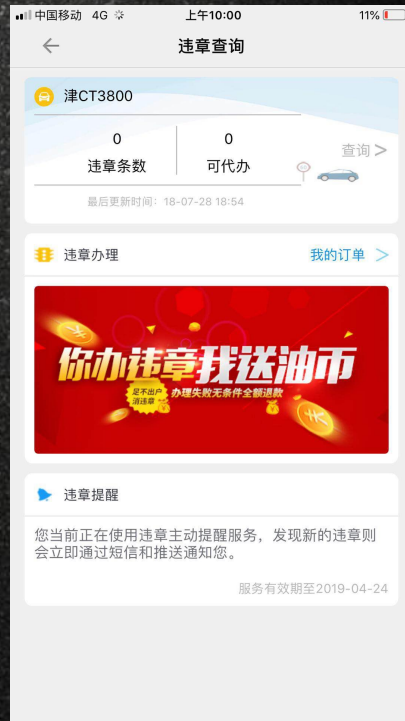 中国移动 4G 上午10:00 11%
违章查询
津CT3800
0 0
违章条数 可代办
查询 >
最后更新时间: 18-07-28 18:54
违章办理 我的订单 >
你办违章我送油币
足不出户
消违章
办理失败无条件全额退款
违章提醒
您当前正在使用违章主动提醒服务，发现新的违章则
会立即通过短信和推送通知您。
服务有效期至2019-04-24